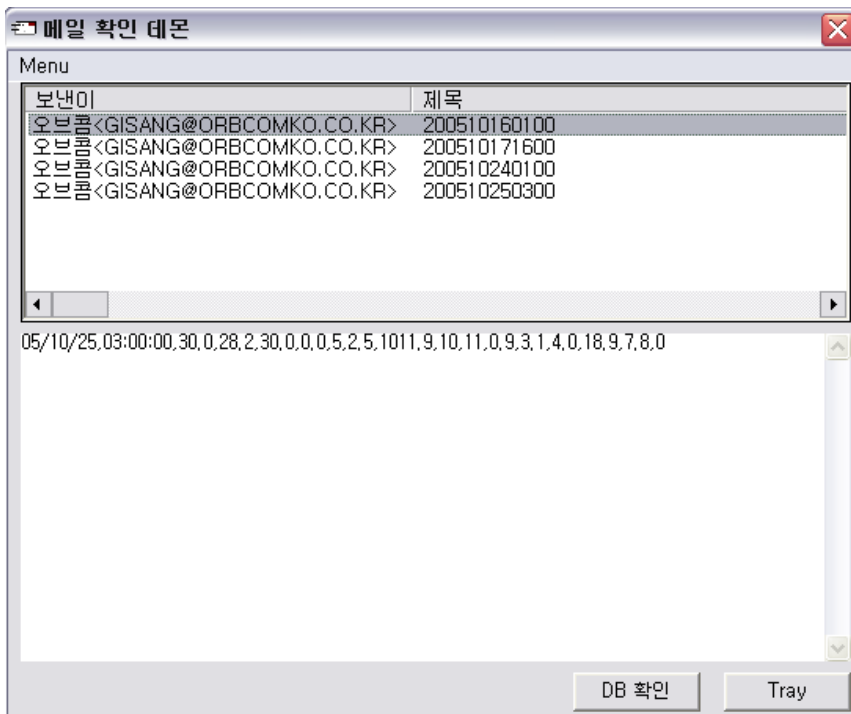 메일 확인 데몬
Menu
보낸이 제목
오브콤<GISANG@ORBCOMKO.CO.KR> 200510160100
오브콤<GISANG@ORBCOMKO.CO.KR> 200510171600
오브콤<GISANG@ORBCOMKO.CO.KR> 200510240100
오브콤<GISANG@ORBCOMKO.CO.KR> 200510250300
05/10/25,03:00:00,30,0,28,2,30,0,0,0,5,2,5,1011,9,10,11,0,9,3,1,4,0,18,9,7,8,0
DB 확인 Tray